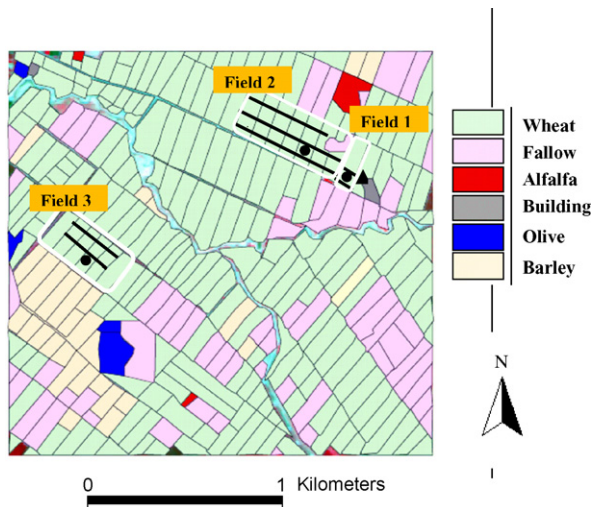 Field 2
Field 1
Field 3
Wheat
Fallow
Alfalfa
Building
Olive
Barley
N
0 1 Kilometers